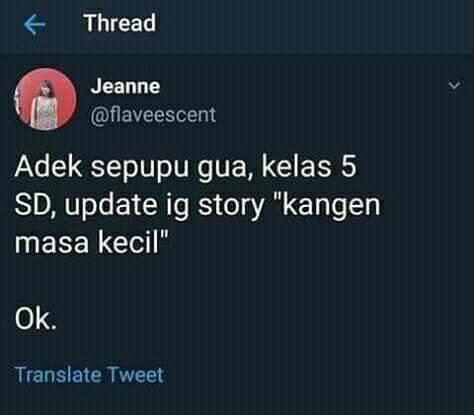 Thread
Jeanne
@flaveescent
Adek sepupu gua, kelas 5
SD, update ig story "kangen
masa kecil"
Ok.
Translate Tweet